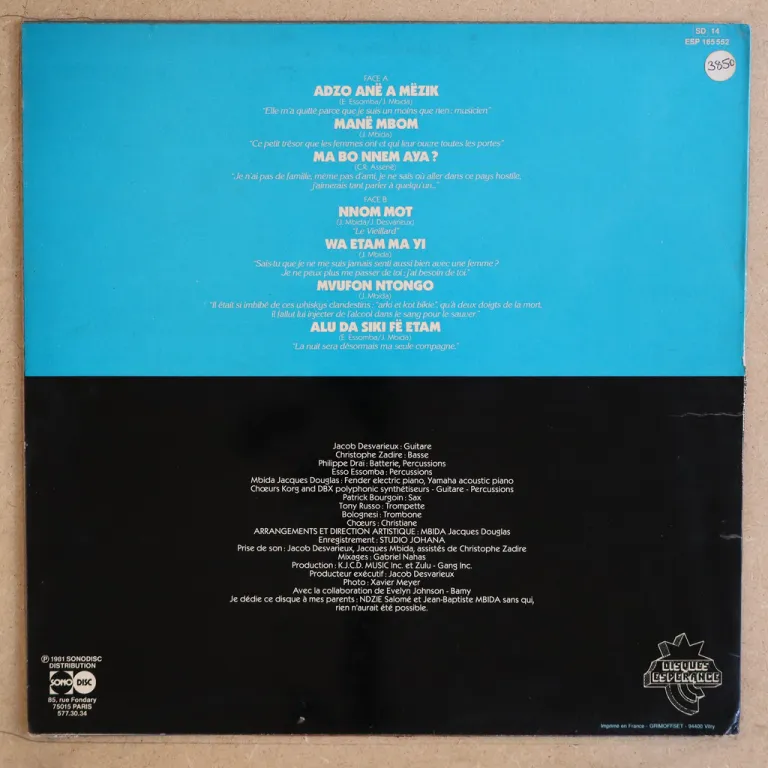 SD 14
ESP 165552
3850
FACE A
ADZO ANË A MËZIK
(E. Essomba/J. Mbida)
"Elle m'a quitté parce que je suis un moins que rien : musicien"
MANË MBOM
(J. Mbida)
"Ce petit trésor que les femmes ont et qui leur ouvre toutes les portes"
MA BO NNEM AYA ?
"Je n'ai pas de famille, même pas d'ami, je ne sais où aller dans ce pays hostile,
j'aimerais tant parler à quelqu'un..."
FACE B
NNOM MOT
(J. Mbida/J. Desvarieux)
"Le Vieillard"
WA ETAM MA YI
(J. Mbida)
"Sais tu que je ne me suis jamais senti aussi bien avec une femme ?
Je ne peux plus me passer de toi : j'ai besoin de toi."
MVUFON NTONGO
(J. Mbida)
"Il était si imbibé de ces whiskys clandestins : "arki et kot bikie", qu'à deux doigts de la mort,
il fallut lui injecter de l'alcool dans le sang pour le sauver."
ALU DA SIKI FË ETAM
(E. Essomba/J. Mbida)
"La nuit sera désormais ma seule compagne."
Jacob Desvarieux : Guitare
Christophe Zadire : Basse
Philippe Draï : Batterie, Percussions
Esso Essomba : Percussions
Mbida Jacques Douglas : Fender electric piano, Yamaha acoustic piano
Chœurs Korg and DBX polyphonic synthétiseurs - Guitare - Percussions
Patrick Bourgoin : Sax
Tony Russo : Trompette
Bolognesi : Trombone
Chœurs : Christiane
ARRANGEMENTS ET DIRECTION ARTISTIQUE : MBIDA Jacques Douglas
Enregistrement : STUDIO JOHANA
Prise de son : Jacob Desvarieux, Jacques Mbida, assistés de Christophe Zadire
Mixages : Gabriel Nahas
Production : K.J.C.D. MUSIC Inc. et Zulu - Gang Inc.
Producteur exécutif : Jacob Desvarieux
Photo : Xavier Meyer
Avec la collaboration de Evelyn Johnson - Bamy
Je dédie ce disque à mes parents : NDZIE Salomé et Jean-Baptiste MBIDA sans qui,
rien n'aurait été possible.
Ⓟ 1981 SONODISC
DISTRIBUTION
SONO DISC
85, rue Fondary
75015 PARIS
577.30.34
DISQUES
ESPERANCE
Imprimé en France - GRIMOFFSET - 94400 Vitry